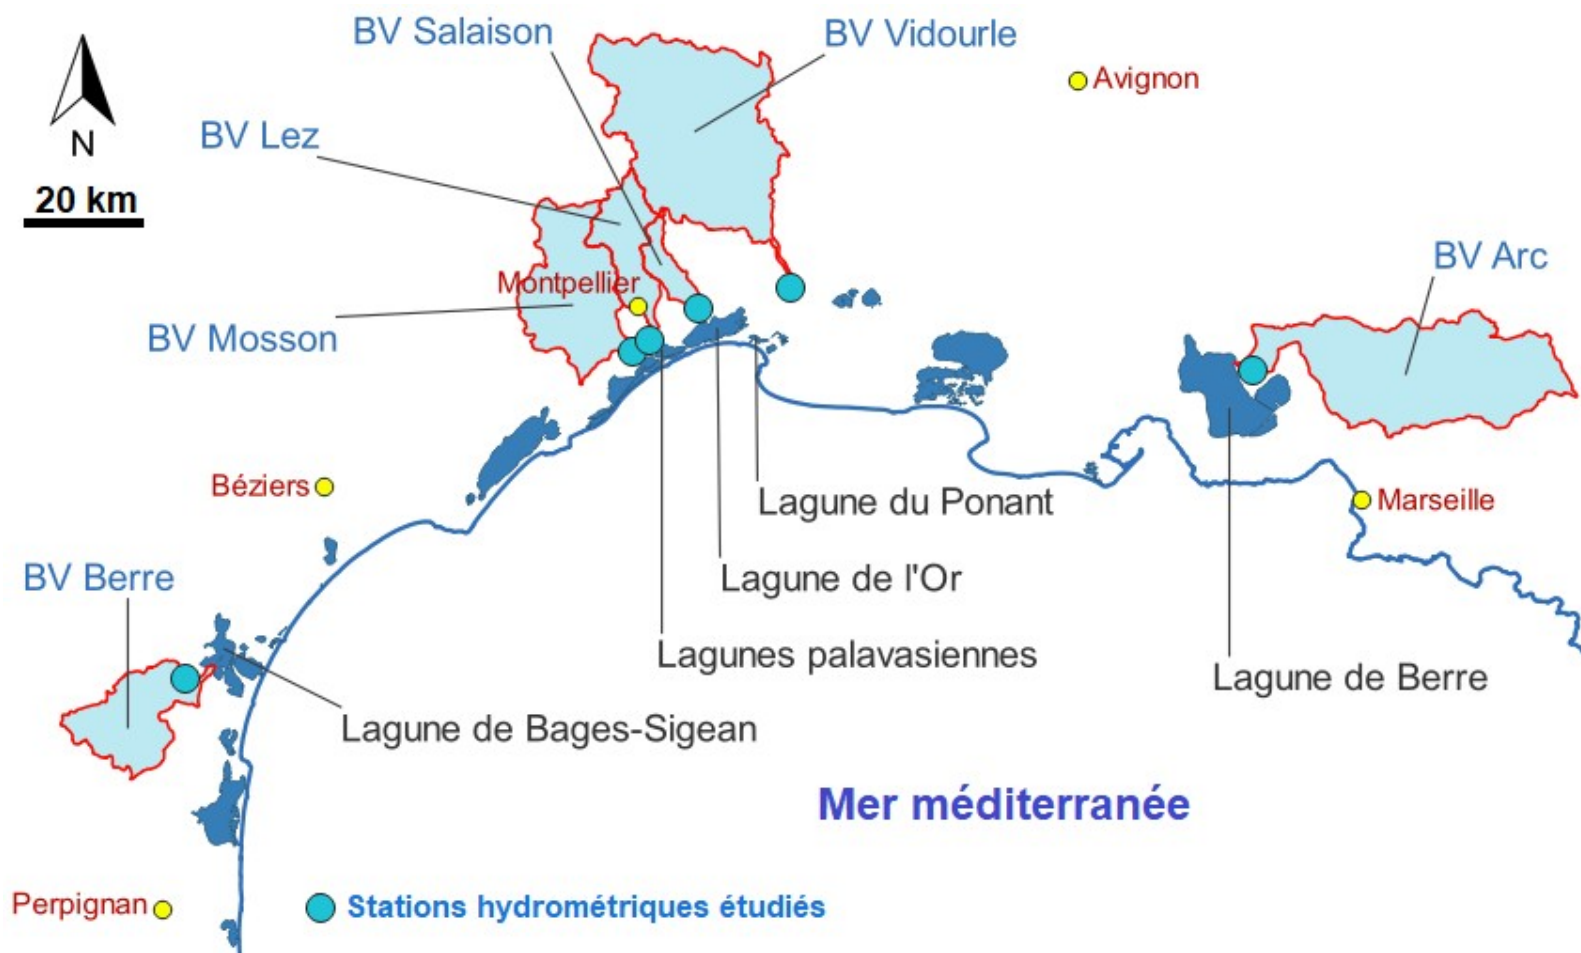 BV Salaison
BV Vidourle
Avignon
N
BV Lez
20 km
BV Arc
Montpellier
BV Mosson
Béziers
Lagune du Ponant
Marseille
BV Berre
Lagune de l'Or
Lagunes palavasiennes
Lagune de Berre
Lagune de Bages-Sigean
Mer méditerranée
Perpignan
Stations hydrométriques étudiés